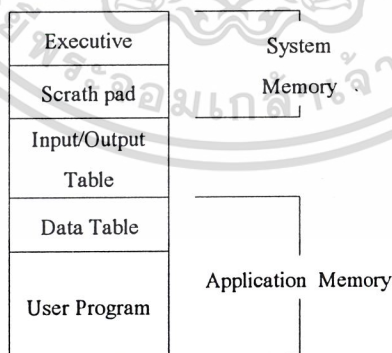 Executive
System
Scrath pad
Memory
Input/Output
Table
Data Table
Application Memory
User Program